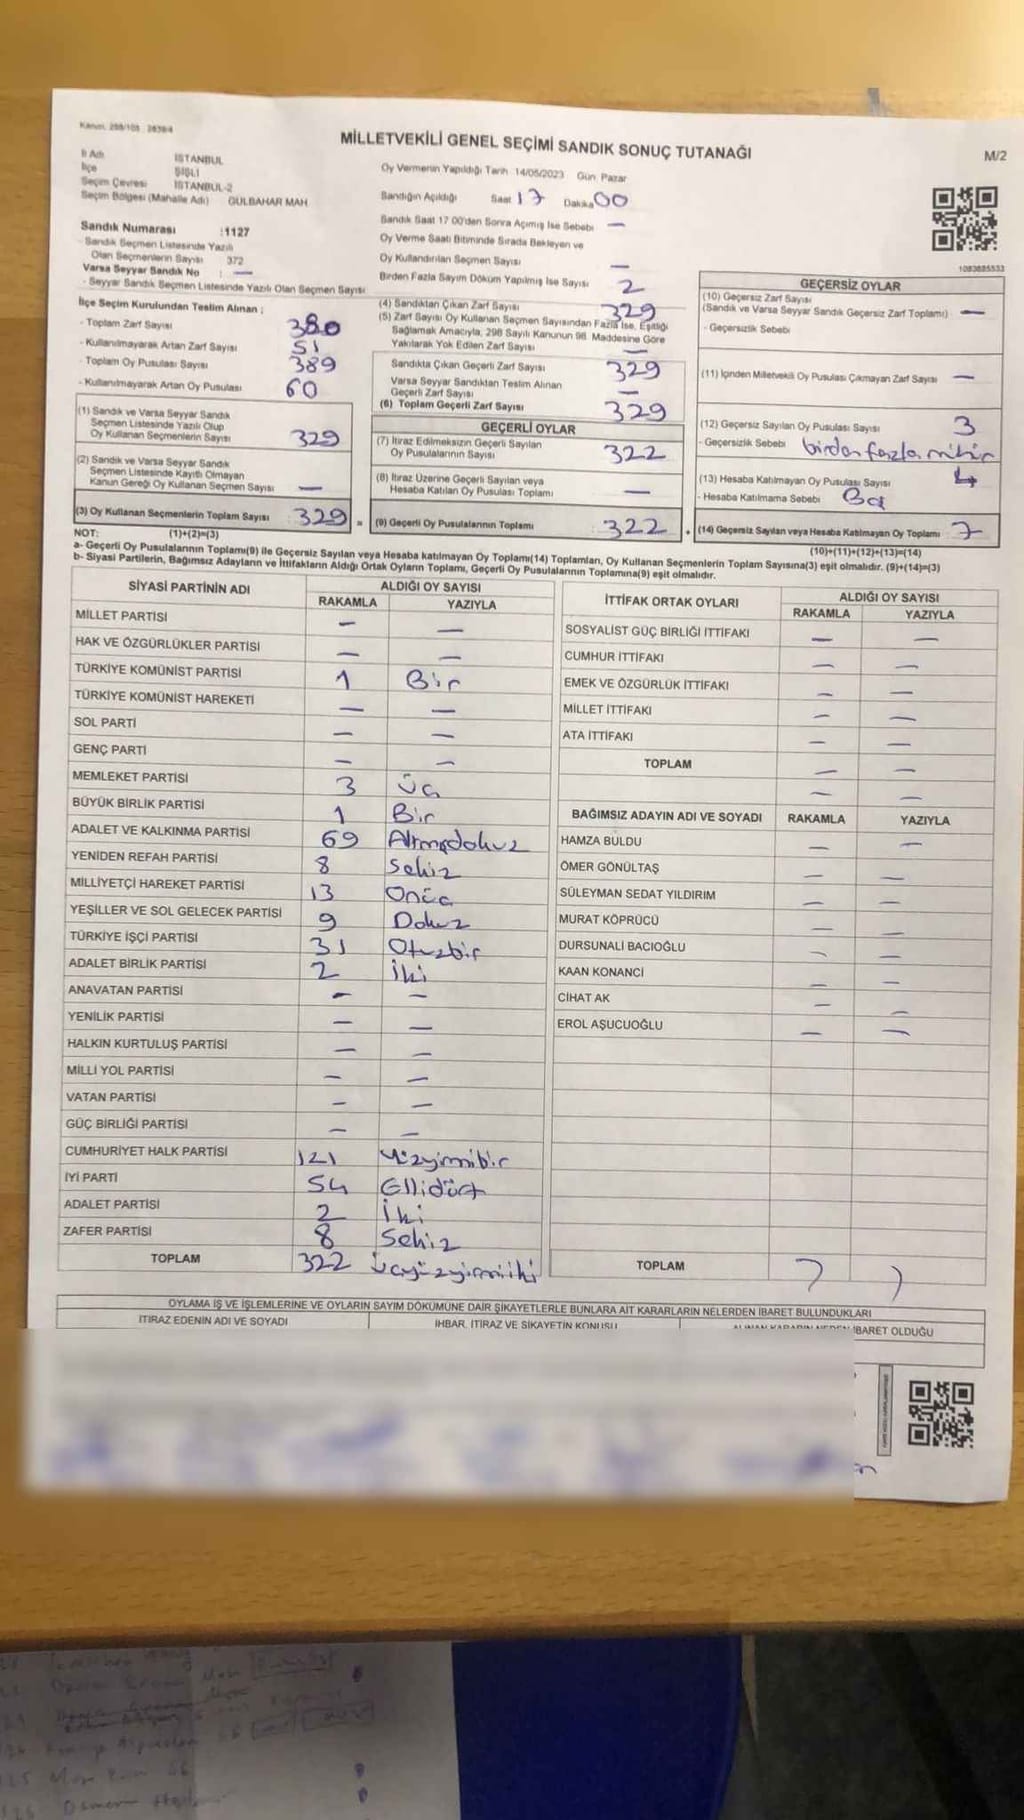 Kanun, 298/105 2839/4
MİLLETVEKİLİ GENEL SEÇİMİ SANDIK SONUÇ TUTANAĞI
M/2
İl Adı İSTANBUL
İlçe ŞİŞLİ
Seçim Çevresi İSTANBUL-2
Seçim Bölgesi (Mahalle Adı) GÜLBAHAR MAH
Sandık Numarası :1127
- Sandık Seçmen Listesinde Yazılı
Olan Seçmenlerin Sayısı 372
Varsa Seyyar Sandık No : —
- Seyyar Sandık Seçmen Listesinde Yazılı Olan Seçmen Sayısı
İlçe Seçim Kurulundan Teslim Alınan ;
- Toplam Zarf Sayısı 380
- Kullanılmayarak Artan Zarf Sayısı 51
- Toplam Oy Pusulası Sayısı 389
- Kullanılmayarak Artan Oy Pusulası 60
(1) Sandık ve Varsa Seyyar Sandık
Seçmen Listesinde Yazılı Olup
Oy Kullanan Seçmenlerin Sayısı 329
(2) Sandık ve Varsa Seyyar Sandık
Seçmen Listesinde Kayıtlı Olmayan
Kanun Gereği Oy Kullanan Seçmen Sayısı —
(3) Oy Kullanan Seçmenlerin Toplam Sayısı 329 =
Oy Vermenin Yapıldığı Tarih 14/05/2023 Gün: Pazar
Sandığın Açıldığı Saat 17 Dakika 00
Sandık Saat 17 00'den Sonra Açımış İse Sebebi —
Oy Verme Saati Bitiminde Sırada Bekleyen ve
Oy Kullandırılan Seçmen Sayısı —
Birden Fazla Sayım Döküm Yapılmış İse Sayısı 2
(4) Sandıktan Çıkan Zarf Sayısı 329
(5) Zarf Sayısı Oy Kullanan Seçmen Sayısından Fazla İse, Eşitliği
Sağlamak Amacıyla, 298 Sayılı Kanunun 98. Maddesine Göre
Yakılarak Yok Edilen Zarf Sayısı —
Sandıkta Çıkan Geçerli Zarf Sayısı 329
Varsa Seyyar Sandıktan Teslim Alınan
Geçerli Zarf Sayısı —
(6) Toplam Geçerli Zarf Sayısı 329
GEÇERLİ OYLAR
(7) İtiraz Edilmeksizin Geçerli Sayılan
Oy Pusulalarının Sayısı 322
(8) İtiraz Üzerine Geçerli Sayılan veya
Hesaba Katılan Oy Pusulası Toplamı —
(9) Geçerli Oy Pusulalarının Toplamı 322
1083885533
GEÇERSİZ OYLAR
(10) Geçersiz Zarf Sayısı
(Sandık ve Varsa Seyyar Sandık Geçersiz Zarf Toplamı) —
- Geçersizlik Sebebi
(11) İçinden Milletvekili Oy Pusulası Çıkmayan Zarf Sayısı —
(12) Geçersiz Sayılan Oy Pusulası Sayısı 3
- Geçersizlik Sebebi birden fazla mühür
(13) Hesaba Katılmayan Oy Pusulası Sayısı 4
- Hesaba Katılmama Sebebi Boş
(14) Geçersiz Sayılan veya Hesaba Katılmayan Oy Toplamı 7
NOT: (1)+(2)=(3) (10)+(11)+(12)+(13)=(14)
a- Geçerli Oy Pusulalarının Toplamı(9) ile Geçersiz Sayılan veya Hesaba katılmayan Oy Toplamı(14) Toplamları, Oy Kullanan Seçmenlerin Toplam Sayısına(3) eşit olmalıdır. (9)+(14)=(3)
b- Siyasi Partilerin, Bağımsız Adayların ve İttifakların Aldığı Ortak Oyların Toplamı, Geçerli Oy Pusulalarının Toplamına(9) eşit olmalıdır.
SİYASİ PARTİNİN ADI ALDIĞI OY SAYISI
RAKAMLA YAZIYLA
MİLLET PARTİSİ — —
HAK VE ÖZGÜRLÜKLER PARTİSİ — —
TÜRKİYE KOMÜNİST PARTİSİ 1 Bir
TÜRKİYE KOMÜNİST HAREKETİ — —
SOL PARTİ — —
GENÇ PARTİ — —
MEMLEKET PARTİSİ 3 Üç
BÜYÜK BİRLİK PARTİSİ 1 Bir
ADALET VE KALKINMA PARTİSİ 69 Altmışdokuz
YENİDEN REFAH PARTİSİ 8 Sekiz
MİLLİYETÇİ HAREKET PARTİSİ 13 Onüç
YEŞİLLER VE SOL GELECEK PARTİSİ 9 Dokuz
TÜRKİYE İŞÇİ PARTİSİ 31 Otuzbir
ADALET BİRLİK PARTİSİ 2 İki
ANAVATAN PARTİSİ — —
YENİLİK PARTİSİ — —
HALKIN KURTULUŞ PARTİSİ — —
MİLLİ YOL PARTİSİ — —
VATAN PARTİSİ — —
GÜÇ BİRLİĞİ PARTİSİ — —
CUMHURİYET HALK PARTİSİ 121 Yüzyirmibir
İYİ PARTİ 54 Ellidört
ADALET PARTİSİ 2 İki
ZAFER PARTİSİ 8 Sekiz
TOPLAM 322 Üçyüzyirmiiki
İTTİFAK ORTAK OYLARI ALDIĞI OY SAYISI
RAKAMLA YAZIYLA
SOSYALİST GÜÇ BİRLİĞİ İTTİFAKI — —
CUMHUR İTTİFAKI — —
EMEK VE ÖZGÜRLÜK İTTİFAKI — —
MİLLET İTTİFAKI — —
ATA İTTİFAKI — —
TOPLAM — —
— —
BAĞIMSIZ ADAYIN ADI VE SOYADI RAKAMLA YAZIYLA
HAMZA BULDU — —
ÖMER GÖNÜLTAŞ — —
SÜLEYMAN SEDAT YILDIRIM — —
MURAT KÖPRÜCÜ — —
DURSUNALİ BACIOĞLU — —
KAAN KONANCİ — —
CİHAT AK — —
EROL AŞUCUOĞLU — —
TOPLAM
OYLAMA İŞ VE İŞLEMLERİNE VE OYLARIN SAYIM DÖKÜMÜNE DAİR ŞİKAYETLERLE BUNLARA AİT KARARLARIN NELERDEN İBARET BULUNDUKLARI
İTİRAZ EDENİN ADI VE SOYADI İHBAR, İTİRAZ VE ŞİKAYETİN KONUSU ALINAN KARARIN NEDEN İBARET OLDUĞU